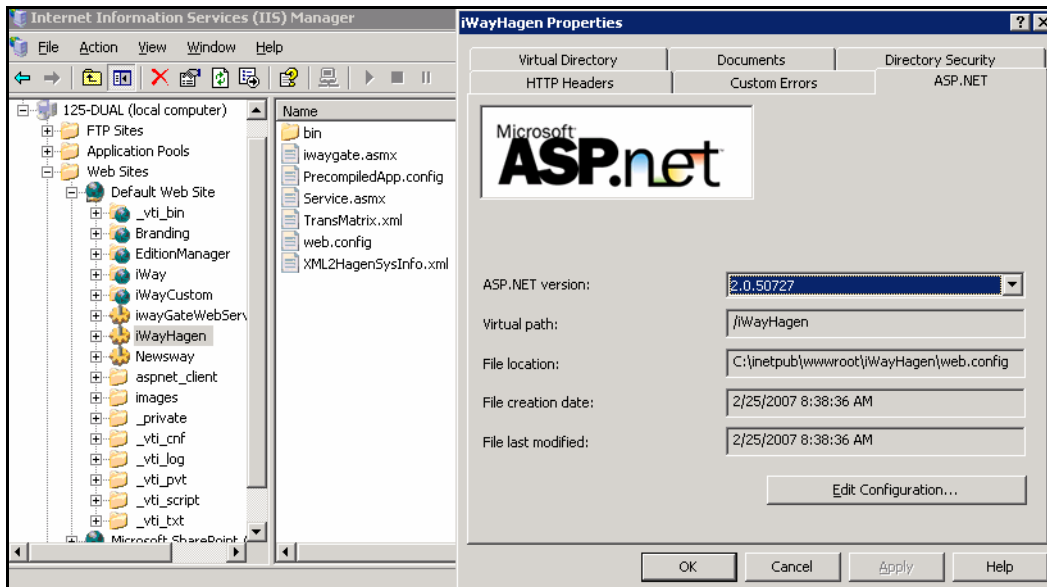 Internet Information Services (IIS) Manager
File Action View Window Help
125-DUAL (local computer)
FTP Sites
Application Pools
Web Sites
Default Web Site
_vti_bin
Branding
EditionManager
iWay
iWayCustom
iwayGateWebServ
iWayHagen
Newsway
aspnet_client
images
_private
_vti_cnf
_vti_log
_vti_pvt
_vti_script
_vti_txt
Microsoft SharePoint
Name
bin
iwaygate.asmx
PrecompiledApp.config
Service.asmx
TransMatrix.xml
web.config
XML2HagenSysInfo.xml
iWayHagen Properties
Virtual Directory Documents Directory Security
HTTP Headers Custom Errors ASP.NET
Microsoft
ASP.net
ASP.NET version: 2.0.50727
Virtual path: /iWayHagen
File location: C:\inetpub\wwwroot\iWayHagen\web.config
File creation date: 2/25/2007 8:38:36 AM
File last modified: 2/25/2007 8:38:36 AM
Edit Configuration...
OK Cancel Apply Help